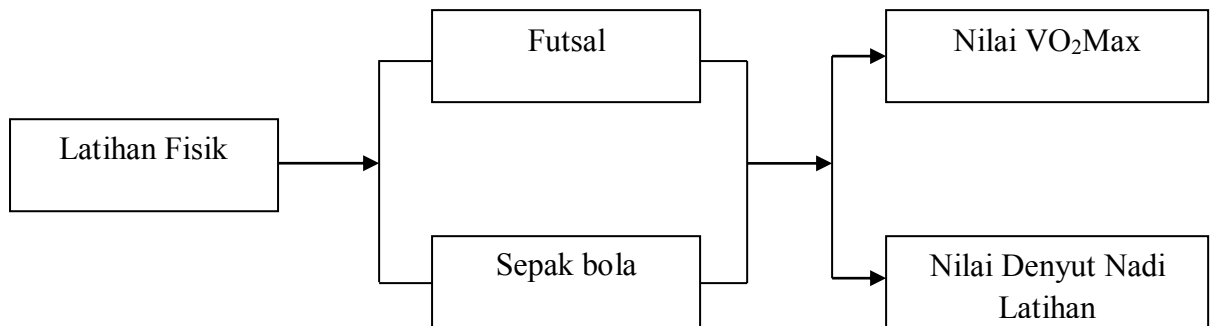 Futsal
Nilai VO₂Max
Latihan Fisik
Sepak bola
Nilai Denyut Nadi
Latihan